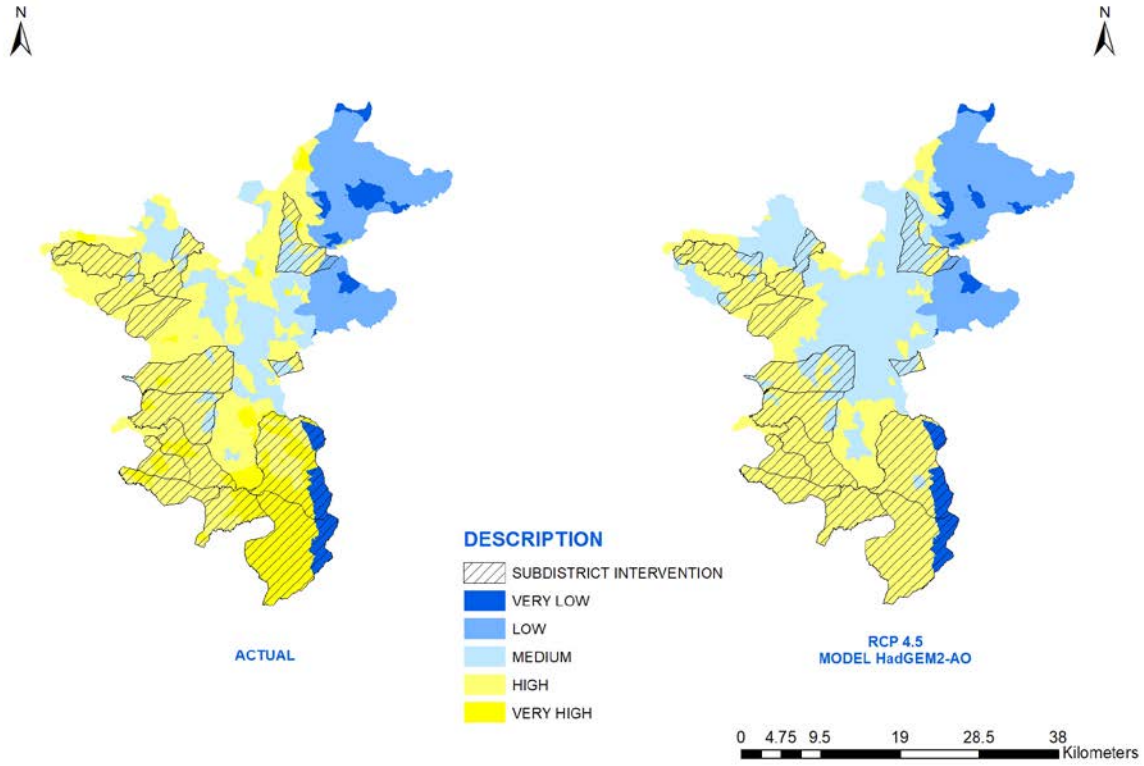 N
N
DESCRIPTION
SUBDISTRICT INTERVENTION
VERY LOW
LOW
MEDIUM
HIGH
VERY HIGH
ACTUAL
RCP 4.5
MODEL HadGEM2-AO
0 4.75 9.5 19 28.5 38
Kilometers